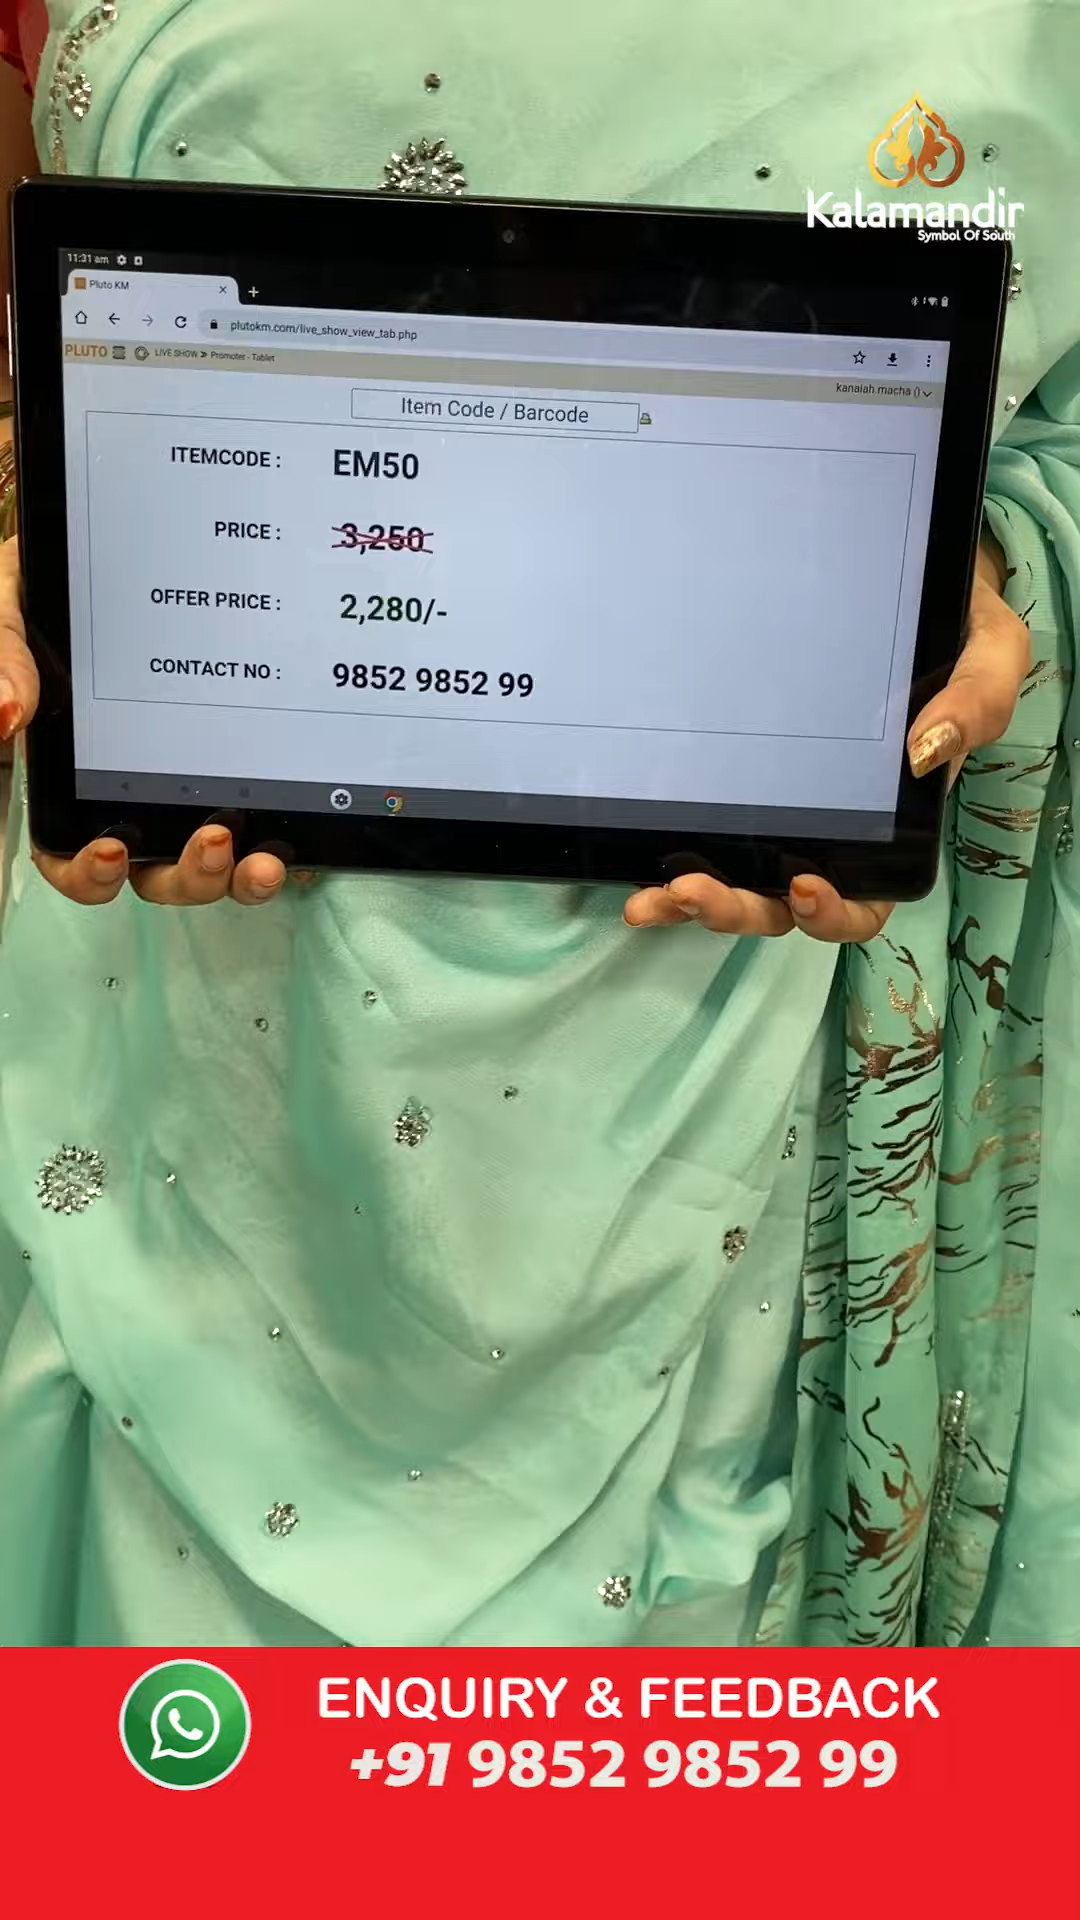 Kalamandir
Symbol Of South
11:31 am
Pluto KM
plutokm.com/live_show_view_tab.php
PLUTO
LIVE SHOW >> Promoter - Tablet
kanaiah.macha ()
Item Code / Barcode
ITEMCODE : EM50
PRICE : 3,250
OFFER PRICE : 2,280/-
CONTACT NO : 9852 9852 99
ENQUIRY & FEEDBACK
+91 9852 9852 99